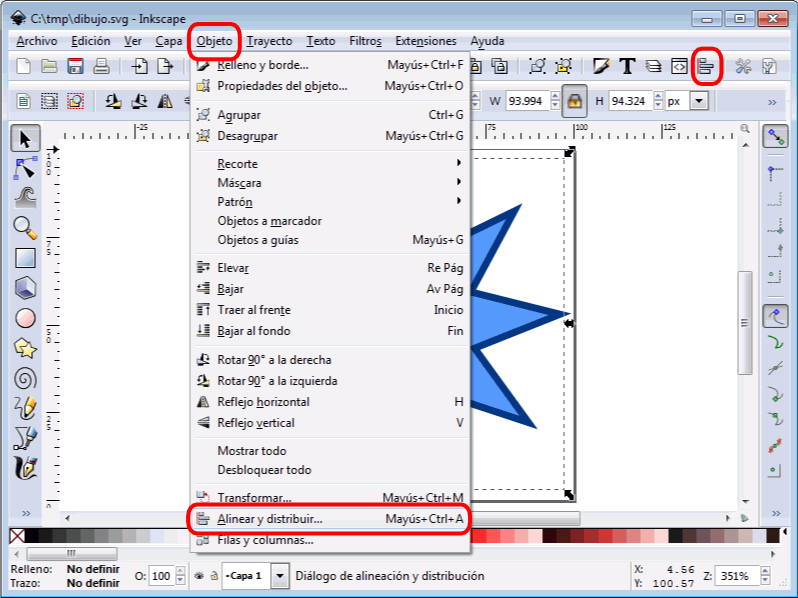 C:\tmp\dibujo.svg - Inkscape
Archivo Edición Ver Capa Objeto Trayecto Texto Filtros Extensiones Ayuda
W 93.994 H 94.324 px
-25 75 100 125
100
75
50
25
Relleno y borde... Mayús+Ctrl+F
Propiedades del objeto... Mayús+Ctrl+O
Agrupar Ctrl+G
Desagrupar Mayús+Ctrl+G
Recorte
Máscara
Patrón
Objetos a marcador
Objetos a guías Mayús+G
Elevar Re Pág
Bajar Av Pág
Traer al frente Inicio
Bajar al fondo Fin
Rotar 90° a la derecha
Rotar 90° a la izquierda
Reflejo horizontal H
Reflejo vertical V
Mostrar todo
Desbloquear todo
Transformar... Mayús+Ctrl+M
Alinear y distribuir... Mayús+Ctrl+A
Filas y columnas...
Relleno: No definir
Trazo: No definir
O: 100
•Capa 1
Diálogo de alineación y distribución
X: 4.56
Y: 100.57
Z: 351%